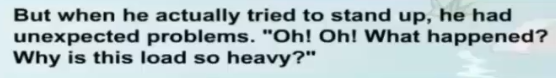 But when he actually tried to stand up, he had
unexpected problems. "Oh! Oh! What happened?
Why is this load so heavy?"